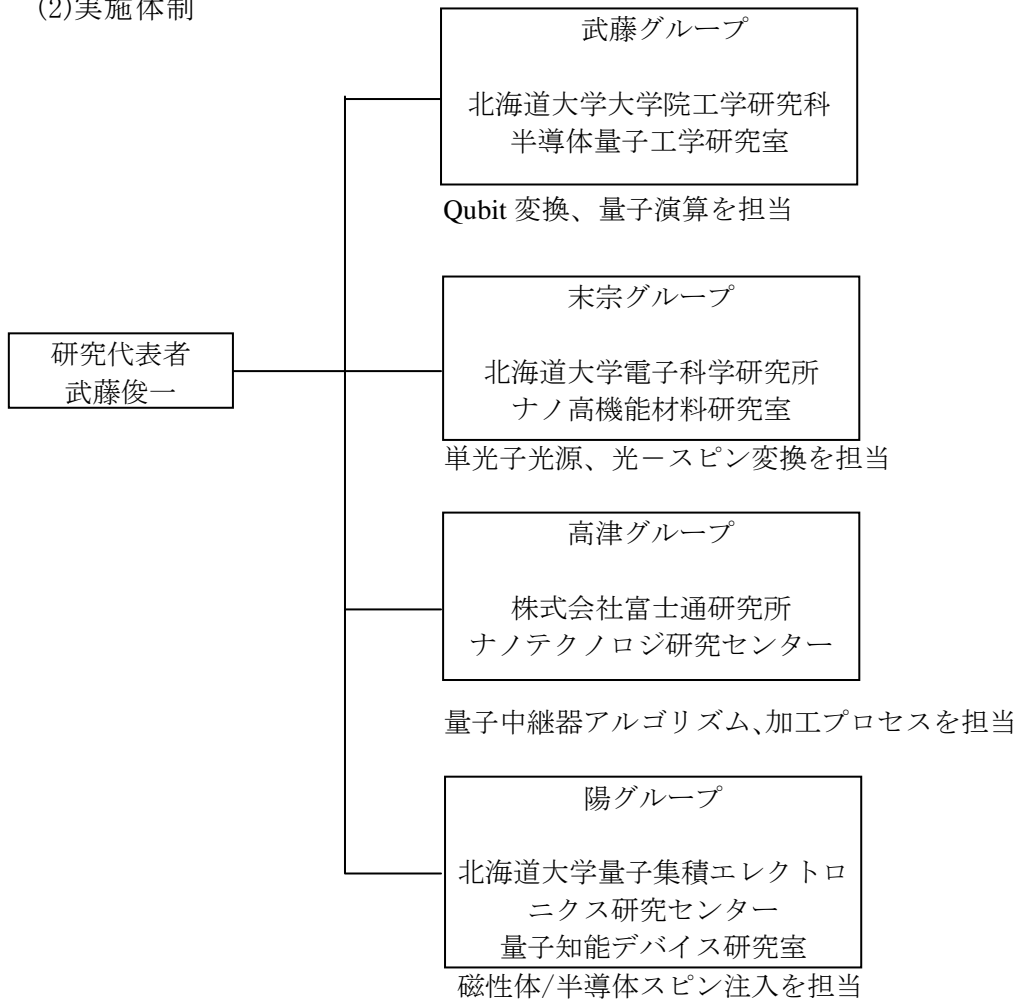 (2)実施体制
武藤グループ
北海道大学大学院工学研究科
半導体量子工学研究室
Qubit 変換、量子演算を担当
末宗グループ
北海道大学電子科学研究所
ナノ高機能材料研究室
単光子光源、光－スピン変換を担当
研究代表者
武藤俊一
高津グループ
株式会社富士通研究所
ナノテクノロジ研究センター
量子中継器アルゴリズム、加工プロセスを担当
陽グループ
北海道大学量子集積エレクトロ
ニクス研究センター
量子知能デバイス研究室
磁性体/半導体スピン注入を担当